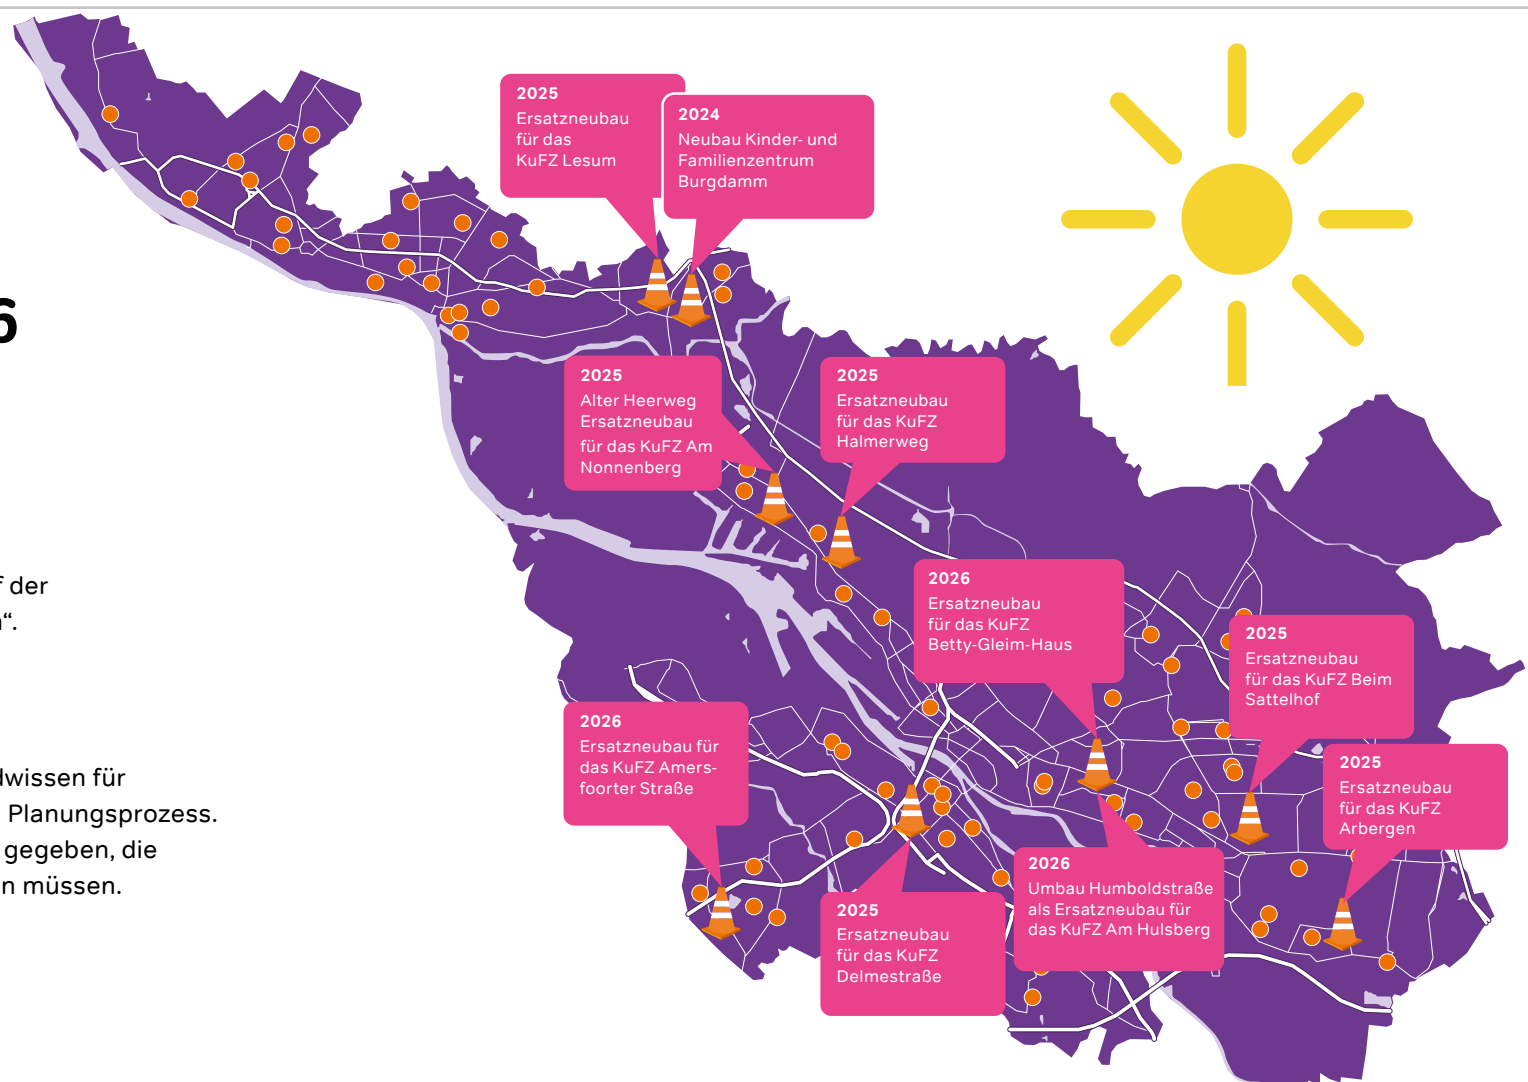 6
f der
n“.
dwissen für
Planungsprozess.
gegeben, die
n müssen.
2025
Ersatzneubau
für das
KuFZ Lesum
2024
Neubau Kinder- und
Familienzentrum
Burgdamm
2025
Alter Heerweg
Ersatzneubau
für das KuFZ Am
Nonnenberg
2025
Ersatzneubau
für das KuFZ
Halmerweg
2026
Ersatzneubau
für das KuFZ
Betty-Gleim-Haus
2025
Ersatzneubau
für das KuFZ Beim
Sattelhof
2026
Ersatzneubau für
das KuFZ Amers-
foorter Straße
2025
Ersatzneubau
für das KuFZ
Arbergen
2026
Umbau Humboldstraße
als Ersatzneubau für
das KuFZ Am Hulsberg
2025
Ersatzneubau
für das KuFZ
Delmestraße